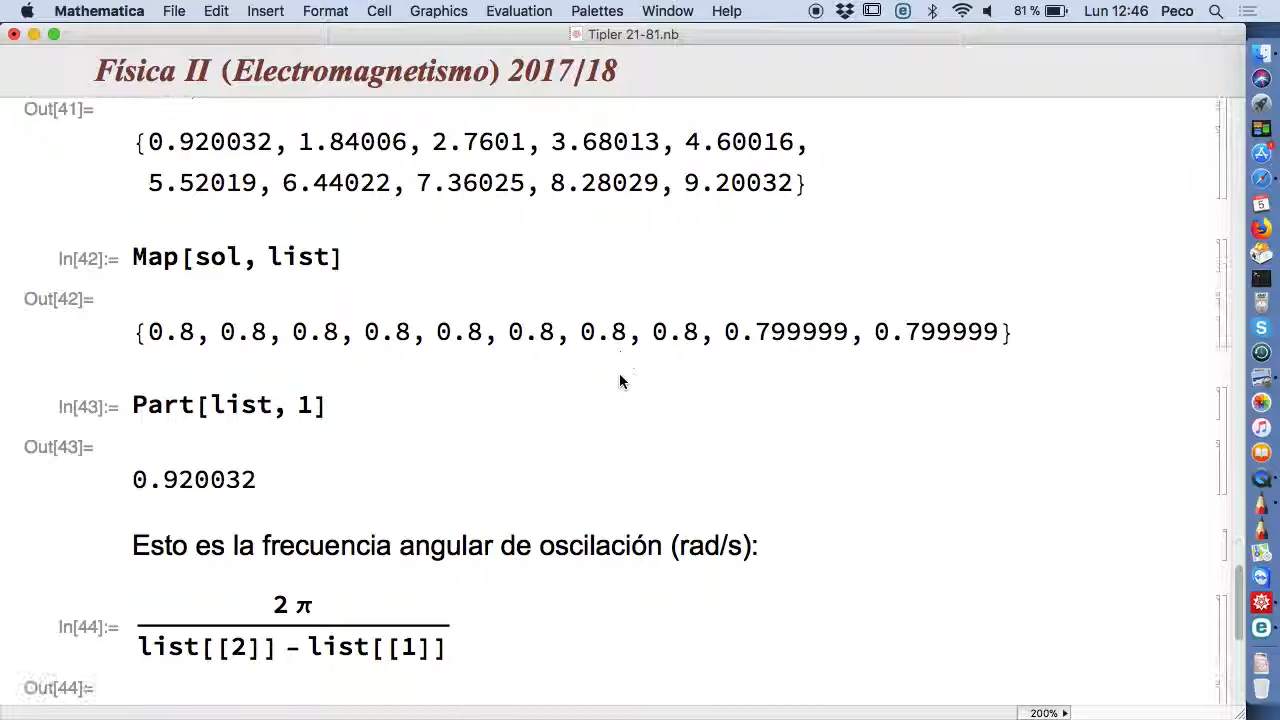 Mathematica File Edit Insert Format Cell Graphics Evaluation Palettes Window Help 81 % Lun 12:46 Peco
Tipler 21-81.nb
Física II (Electromagnetismo) 2017/18
Out[41]=
{0.920032, 1.84006, 2.7601, 3.68013, 4.60016,
5.52019, 6.44022, 7.36025, 8.28029, 9.20032}
In[42]:= Map[sol, list]
Out[42]=
{0.8, 0.8, 0.8, 0.8, 0.8, 0.8, 0.8, 0.8, 0.799999, 0.799999}
In[43]:= Part[list, 1]
Out[43]=
0.920032
Esto es la frecuencia angular de oscilación (rad/s):
2 π
In[44]:= list[[2]] - list[[1]]
Out[44]=
200%